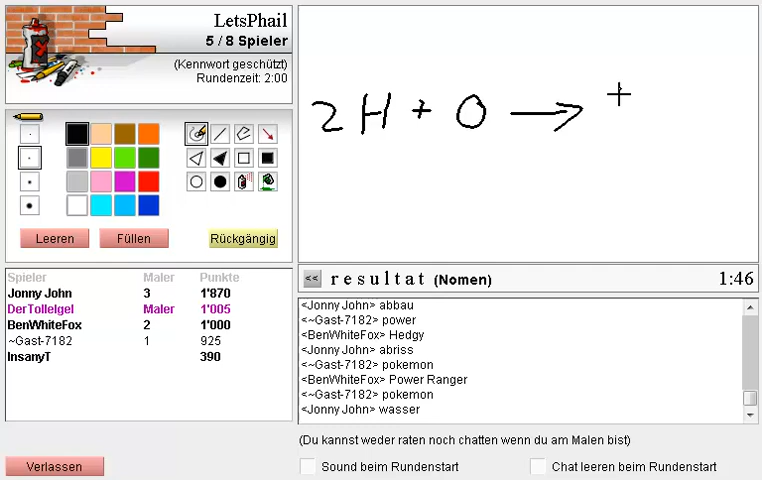 LetsPhail
5 / 8 Spieler
(Kennwort geschützt)
Rundenzeit: 2:00
Leeren
Füllen
Rückgängig
Spieler Maler Punkte
Jonny John 3 1'870
DerTolleIgel Maler 1'005
BenWhiteFox 2 1'000
~Gast-7182 1 925
InsanyT 390
Verlassen
2 H + O →
<< resultat (Nomen) 1:46
<Jonny John> abbau
<~Gast-7182> power
<BenWhiteFox> Hedgy
<Jonny John> abriss
<~Gast-7182> pokemon
<BenWhiteFox> Power Ranger
<~Gast-7182> pokemon
<Jonny John> wasser
(Du kannst weder raten noch chatten wenn du am Malen bist)
Sound beim Rundenstart
Chat leeren beim Rundenstart